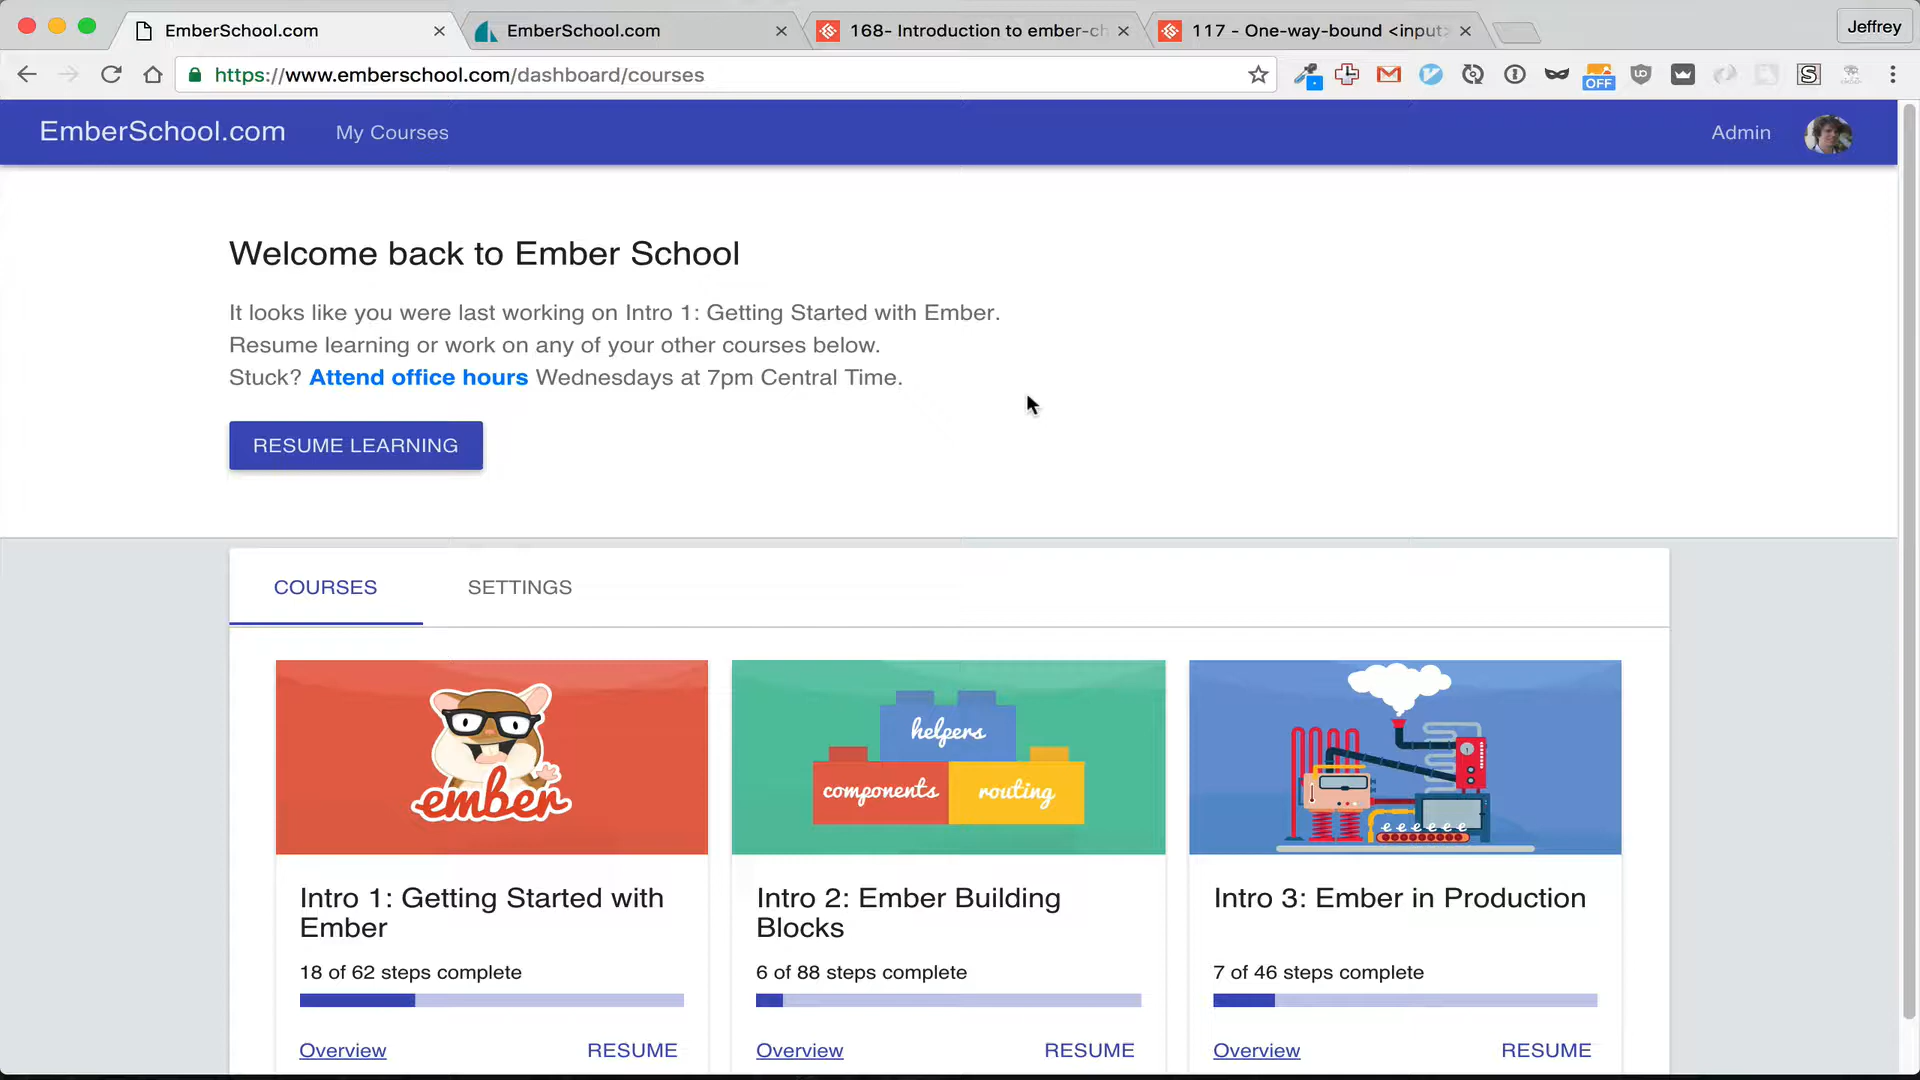 EmberSchool.com
EmberSchool.com
168- Introduction to ember-ch
117 - One-way-bound <input>
Jeffrey
https://www.emberschool.com/dashboard/courses
OFF
EmberSchool.com
My Courses
Admin
Welcome back to Ember School
It looks like you were last working on Intro 1: Getting Started with Ember.
Resume learning or work on any of your other courses below.
Stuck? Attend office hours Wednesdays at 7pm Central Time.
RESUME LEARNING
COURSES
SETTINGS
ember
helpers
components
routing
e e e e e e
Intro 1: Getting Started with
Ember
18 of 62 steps complete
Overview
RESUME
Intro 2: Ember Building
Blocks
6 of 88 steps complete
Overview
RESUME
Intro 3: Ember in Production
7 of 46 steps complete
Overview
RESUME